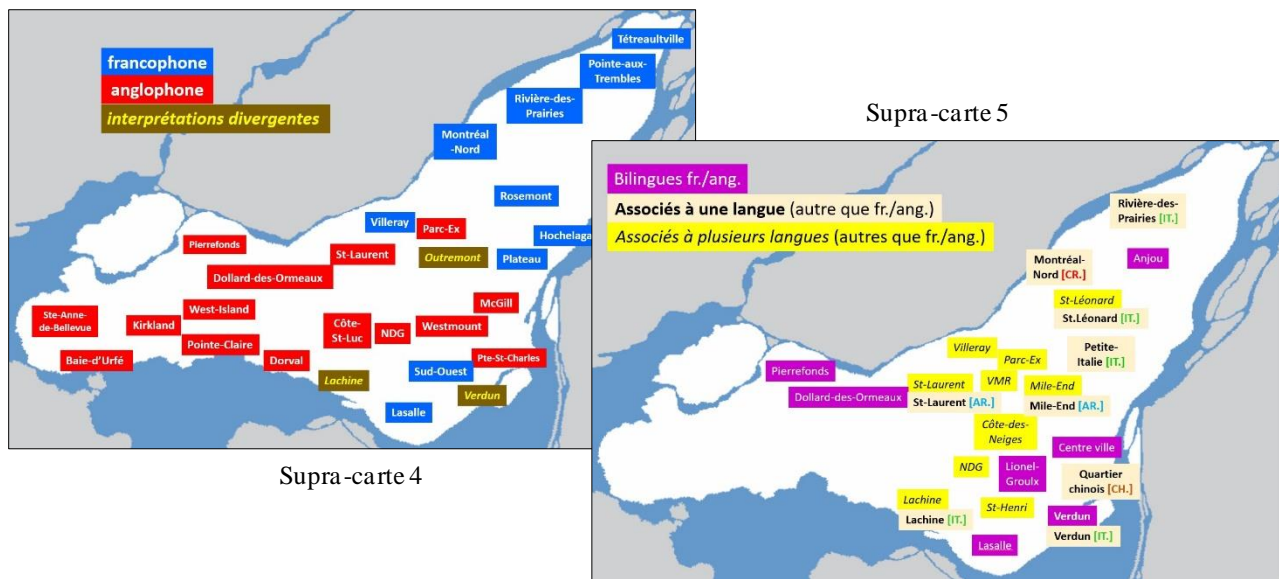 francophone
anglophone
interprétations divergentes
Tétreaultville
Pointe-aux-
Trembles
Rivière-des-
Prairies
Montréal
-Nord
Rosemont
Villeray
Parc-Ex
Hochelaga
Pierrefonds
St-Laurent
Outremont
Plateau
Dollard-des-Ormeaux
Ste-Anne-
de-Bellevue
West-Island
McGill
Kirkland
Côte-
St-Luc
NDG
Westmount
Pointe-Claire
Baie-d'Urfé
Dorval
Pte-St-Charles
Sud-Ouest
Lachine
Verdun
Lasalle
Supra-carte 4
Supra-carte 5
Bilingues fr./ang.
Associés à une langue (autre que fr./ang.)
Associés à plusieurs langues (autres que fr./ang.)
Rivière-des-
Prairies [IT.]
Anjou
Montréal-
Nord [CR.]
St-Léonard
St.Léonard [IT.]
Villeray
Petite-
Italie [IT.]
Parc-Ex
Pierrefonds
St-Laurent
VMR
Mile-End
Dollard-des-Ormeaux
St-Laurent [AR.]
Mile-End [AR.]
Côte-des-
Neiges
Centre ville
NDG
Lionel-
Groulx
Quartier
chinois [CH.]
Lachine
Lachine [IT.]
St-Henri
Verdun
Verdun [IT.]
Lasalle